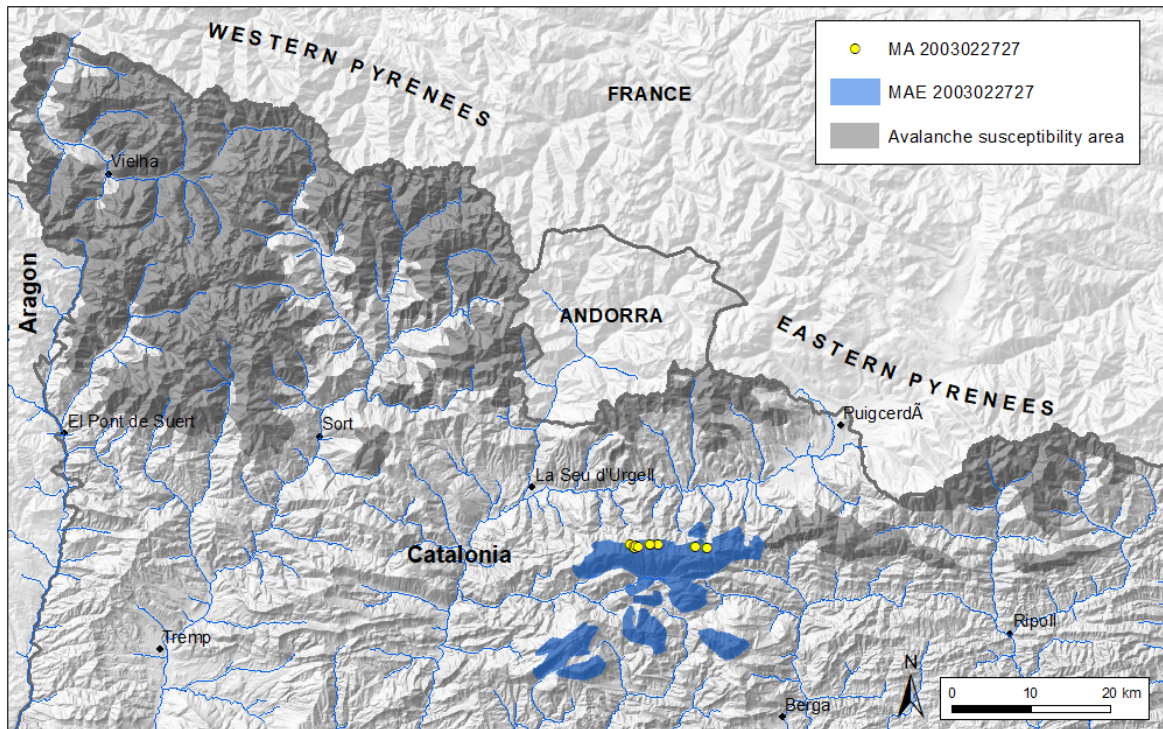 WESTERN PYRENEES
FRANCE
MA 2003022727
MAE 2003022727
Avalanche susceptibility area
Vielha
Aragon
ANDORRA
EASTERN PYRENEES
El Pont de Suert
Sort
PuigcerdÃ
La Seu d'Urgell
Catalonia
Tremp
Ripoll
N
0 10 20 km
Berga